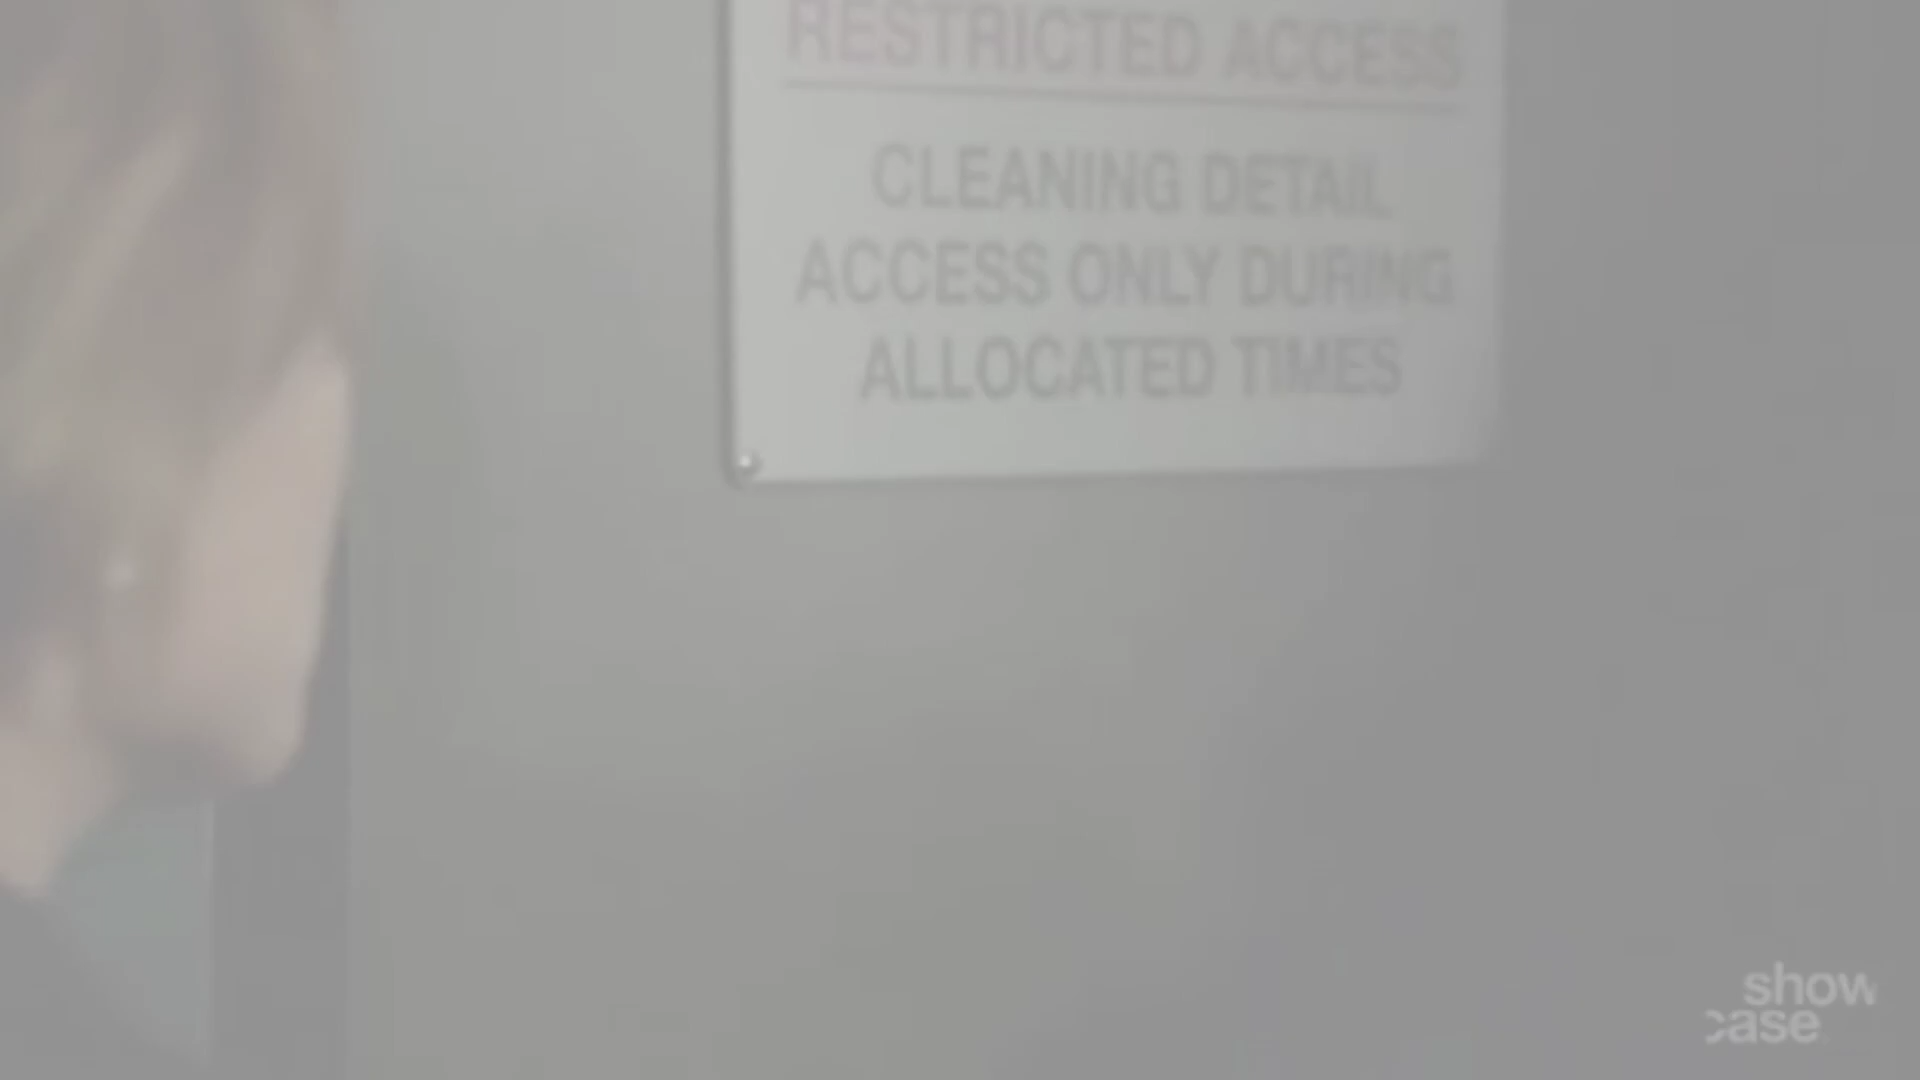 RESTRICTED ACCESS
CLEANING DETAIL
ACCESS ONLY DURING
ALLOCATED TIMES
show
case